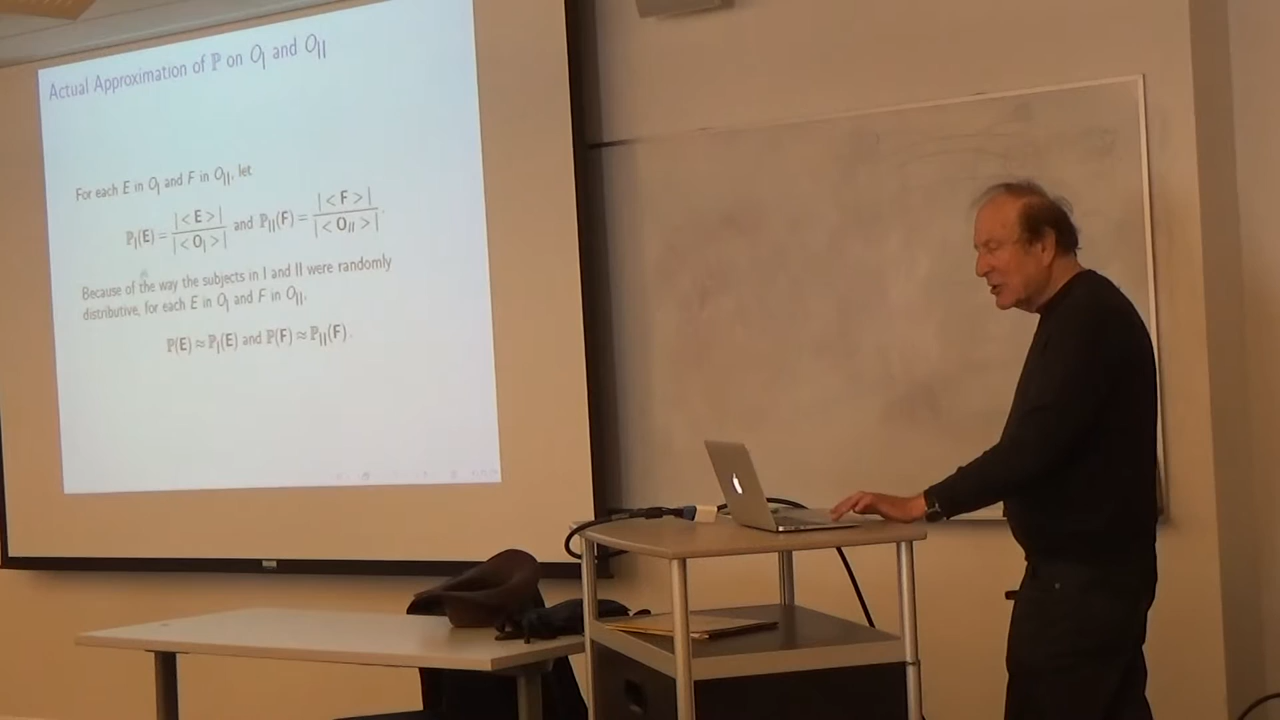 Actual Approximation of ℙ on O_I and O_II
For each E in O_I and F in O_II, let
ℙ_I(E) = |<E>| / |<O_I>| and ℙ_II(F) = |<F>| / |<O_II>|.
Because of the way the subjects in I and II were randomly
distributive, for each E in O_I and F in O_II,
ℙ(E) ≈ ℙ_I(E) and ℙ(F) ≈ ℙ_II(F).